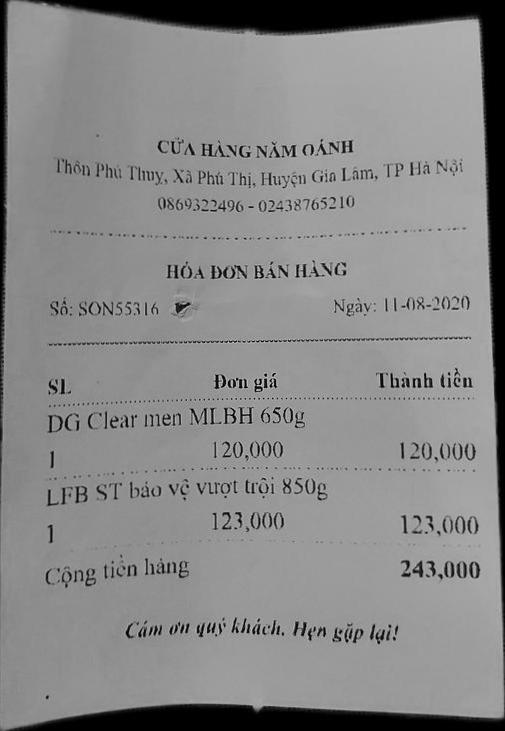 CỬA HÀNG NĂM OÁNH
Thôn Phú Thuỵ, Xã Phú Thị, Huyện Gia Lâm, TP Hà Nội
0869322496 - 02438765210
HÓA ĐƠN BÁN HÀNG
Số: SON55316 Ngày: 11-08-2020
SL Đơn giá Thành tiền
DG Clear men MLBH 650g
1 120,000 120,000
LFB ST bảo vệ vượt trội 850g
1 123,000 123,000
Cộng tiền hàng 243,000
Cám ơn quý khách. Hẹn gặp lại!